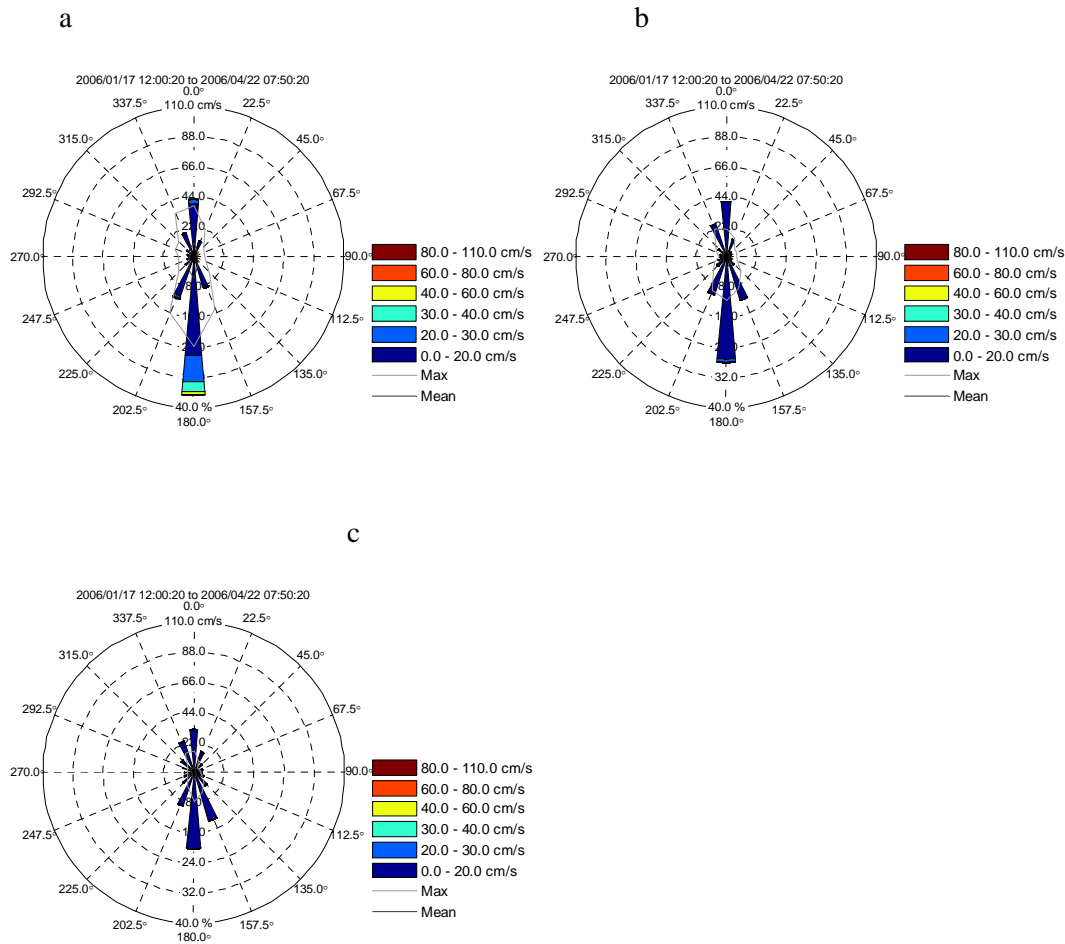 a
2006/01/17 12:00:20 to 2006/04/22 07:50:20
0.0°
337.5° 110.0 cm/s 22.5°
315.0° 88.0 45.0°
66.0
292.5° 44.0 67.5°
270.0° 90.0°
247.5° 112.5°
225.0° 135.0°
202.5° 40.0 % 157.5°
180.0°
80.0 - 110.0 cm/s
60.0 - 80.0 cm/s
40.0 - 60.0 cm/s
30.0 - 40.0 cm/s
20.0 - 30.0 cm/s
0.0 - 20.0 cm/s
Max
Mean
b
2006/01/17 12:00:20 to 2006/04/22 07:50:20
0.0°
337.5° 110.0 cm/s 22.5°
315.0° 88.0 45.0°
66.0
292.5° 44.0 67.5°
270.0° 90.0°
247.5° 112.5°
32.0
225.0° 135.0°
202.5° 40.0 % 157.5°
180.0°
80.0 - 110.0 cm/s
60.0 - 80.0 cm/s
40.0 - 60.0 cm/s
30.0 - 40.0 cm/s
20.0 - 30.0 cm/s
0.0 - 20.0 cm/s
Max
Mean
c
2006/01/17 12:00:20 to 2006/04/22 07:50:20
0.0°
337.5° 110.0 cm/s 22.5°
315.0° 88.0 45.0°
66.0
292.5° 44.0 67.5°
270.0° 90.0°
247.5° 112.5°
24.0
225.0° 32.0 135.0°
202.5° 40.0 % 157.5°
180.0°
80.0 - 110.0 cm/s
60.0 - 80.0 cm/s
40.0 - 60.0 cm/s
30.0 - 40.0 cm/s
20.0 - 30.0 cm/s
0.0 - 20.0 cm/s
Max
Mean